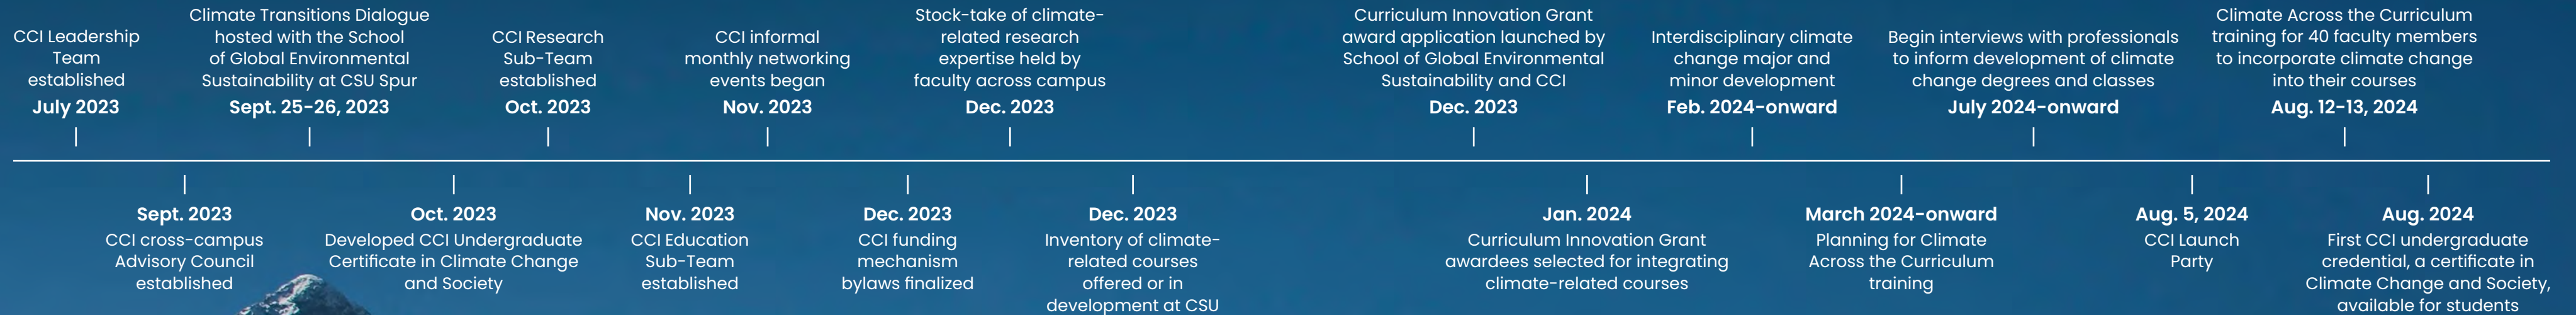 CCI Leadership
Team
established
July 2023
Climate Transitions Dialogue
hosted with the School
of Global Environmental
Sustainability at CSU Spur
Sept. 25-26, 2023
CCI Research
Sub-Team
established
Oct. 2023
CCI informal
monthly networking
events began
Nov. 2023
Stock-take of climate-
related research
expertise held by
faculty across campus
Dec. 2023
Curriculum Innovation Grant
award application launched by
School of Global Environmental
Sustainability and CCI
Dec. 2023
Interdisciplinary climate
change major and
minor development
Feb. 2024-onward
Begin interviews with professionals
to inform development of climate
change degrees and classes
July 2024-onward
Climate Across the Curriculum
training for 40 faculty members
to incorporate climate change
into their courses
Aug. 12-13, 2024
Sept. 2023
CCI cross-campus
Advisory Council
established
Oct. 2023
Developed CCI Undergraduate
Certificate in Climate Change
and Society
Nov. 2023
CCI Education
Sub-Team
established
Dec. 2023
CCI funding
mechanism
bylaws finalized
Dec. 2023
Inventory of climate-
related courses
offered or in
development at CSU
Jan. 2024
Curriculum Innovation Grant
awardees selected for integrating
climate-related courses
March 2024-onward
Planning for Climate
Across the Curriculum
training
Aug. 5, 2024
CCI Launch
Party
Aug. 2024
First CCI undergraduate
credential, a certificate in
Climate Change and Society,
available for students